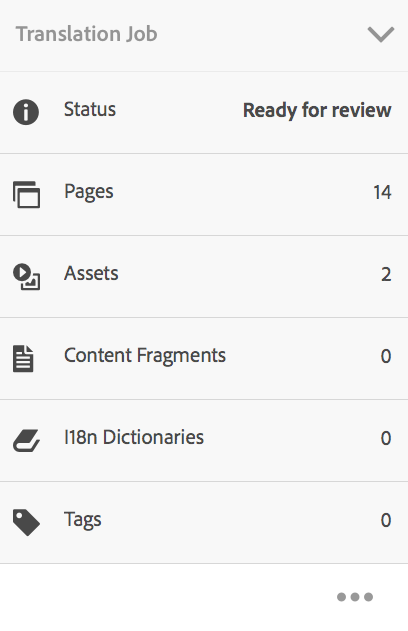 Translation Job
Status Ready for review
Pages 14
Assets 2
Content Fragments 0
I18n Dictionaries 0
Tags 0